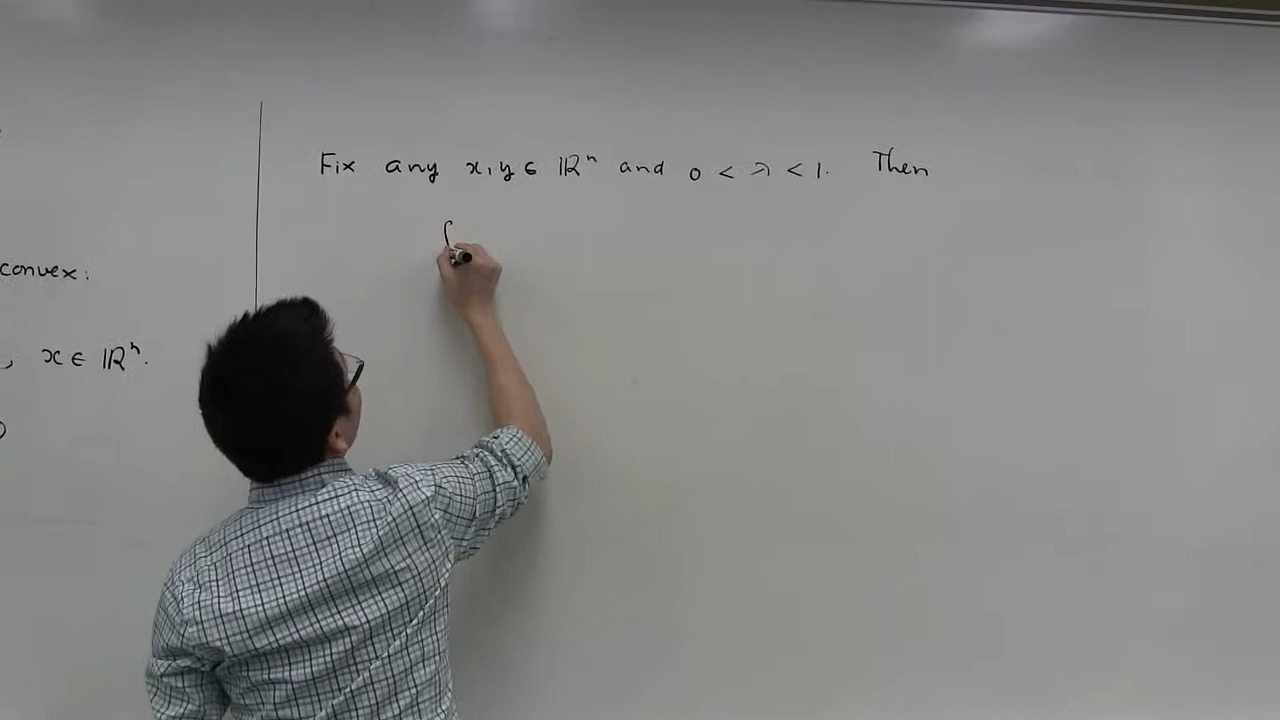 convex:
x ∈ ℝⁿ.
Fix any x, y ∈ ℝⁿ and 0 < λ < 1. Then
f